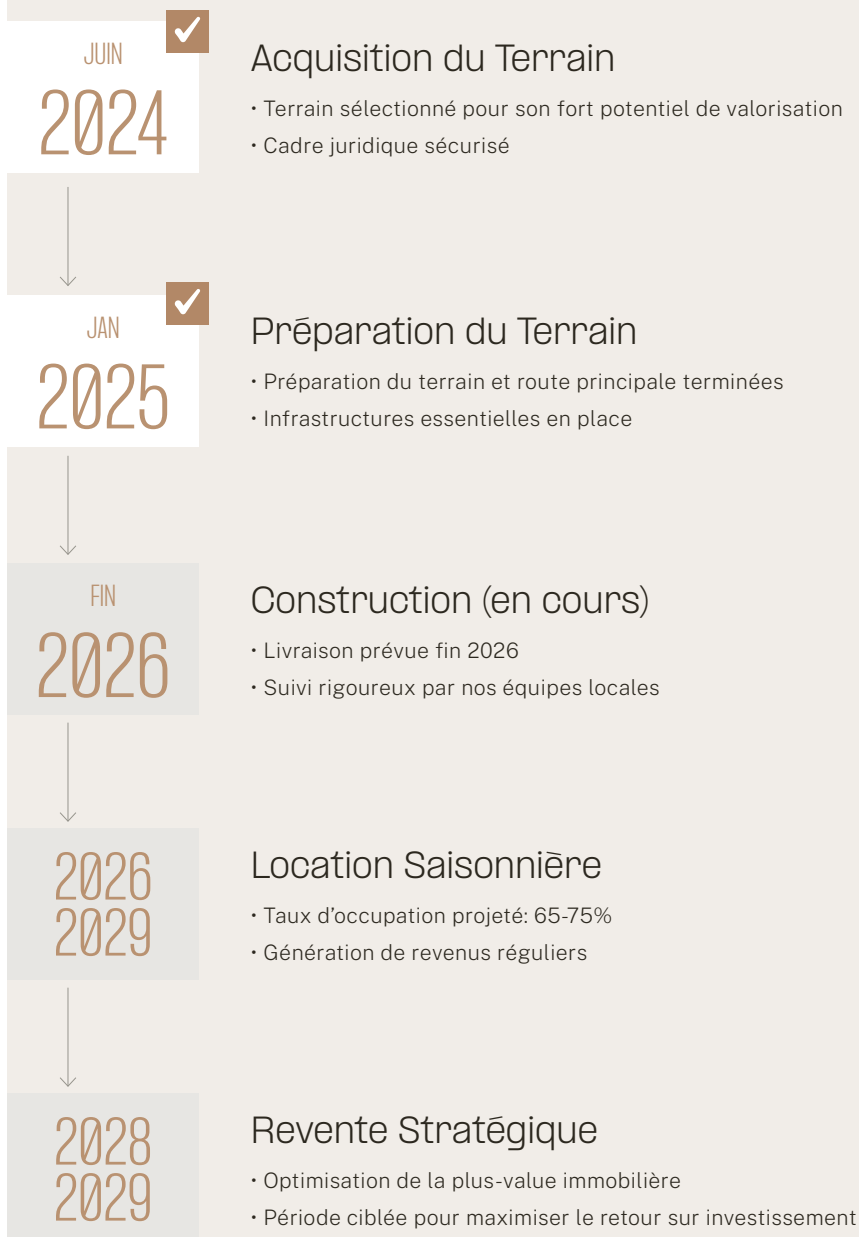 JUIN
2024
Acquisition du Terrain
• Terrain sélectionné pour son fort potentiel de valorisation
• Cadre juridique sécurisé
JAN
2025
Préparation du Terrain
• Préparation du terrain et route principale terminées
• Infrastructures essentielles en place
FIN
2026
Construction (en cours)
• Livraison prévue fin 2026
• Suivi rigoureux par nos équipes locales
2026
2029
Location Saisonnière
• Taux d’occupation projeté: 65-75%
• Génération de revenus réguliers
2028
2029
Revente Stratégique
• Optimisation de la plus-value immobilière
• Période ciblée pour maximiser le retour sur investissement